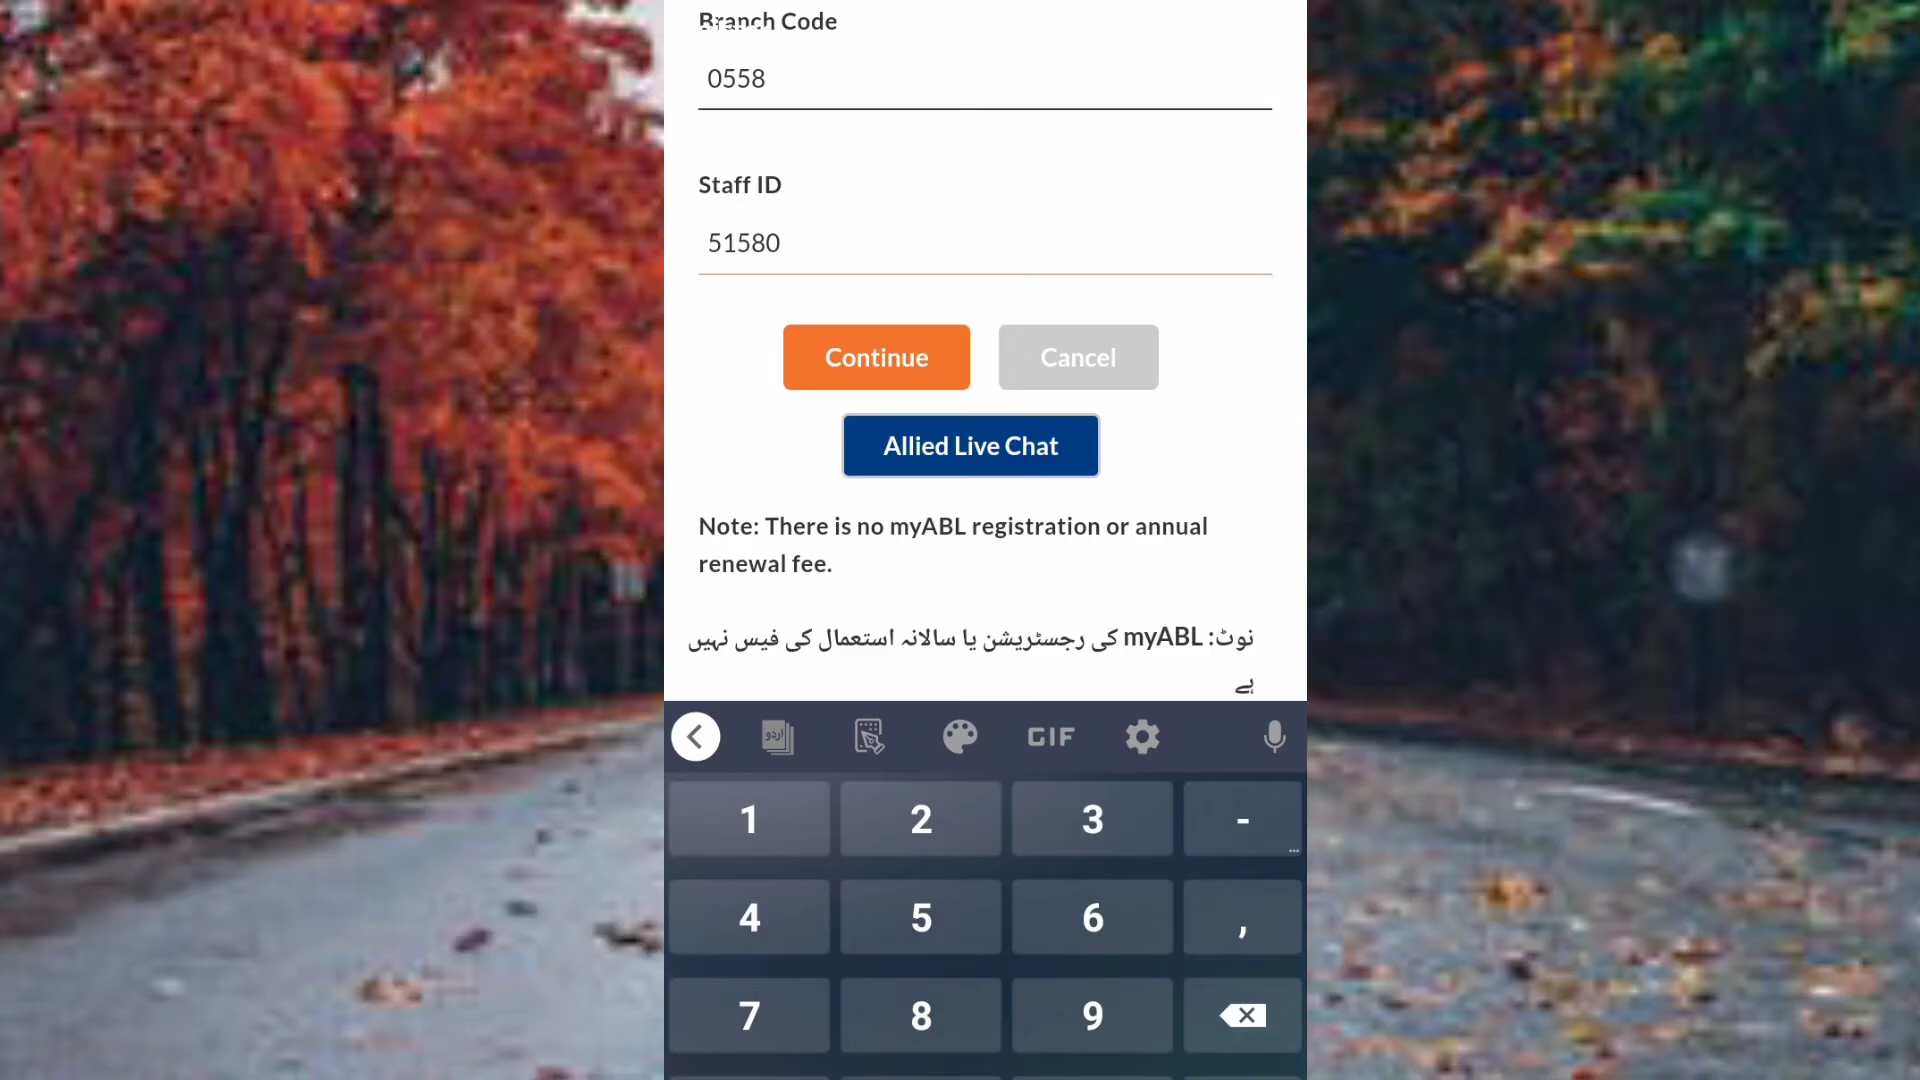 Branch Code
0558
Staff ID
51580
Continue Cancel
Allied Live Chat
Note: There is no myABL registration or annual
renewal fee.
نوٹ: myABL کی رجسٹریشن یا سالانہ استعمال کی فیس نہیں
ہے
اردو GIF
1 2 3 -
4 5 6 ,
7 8 9